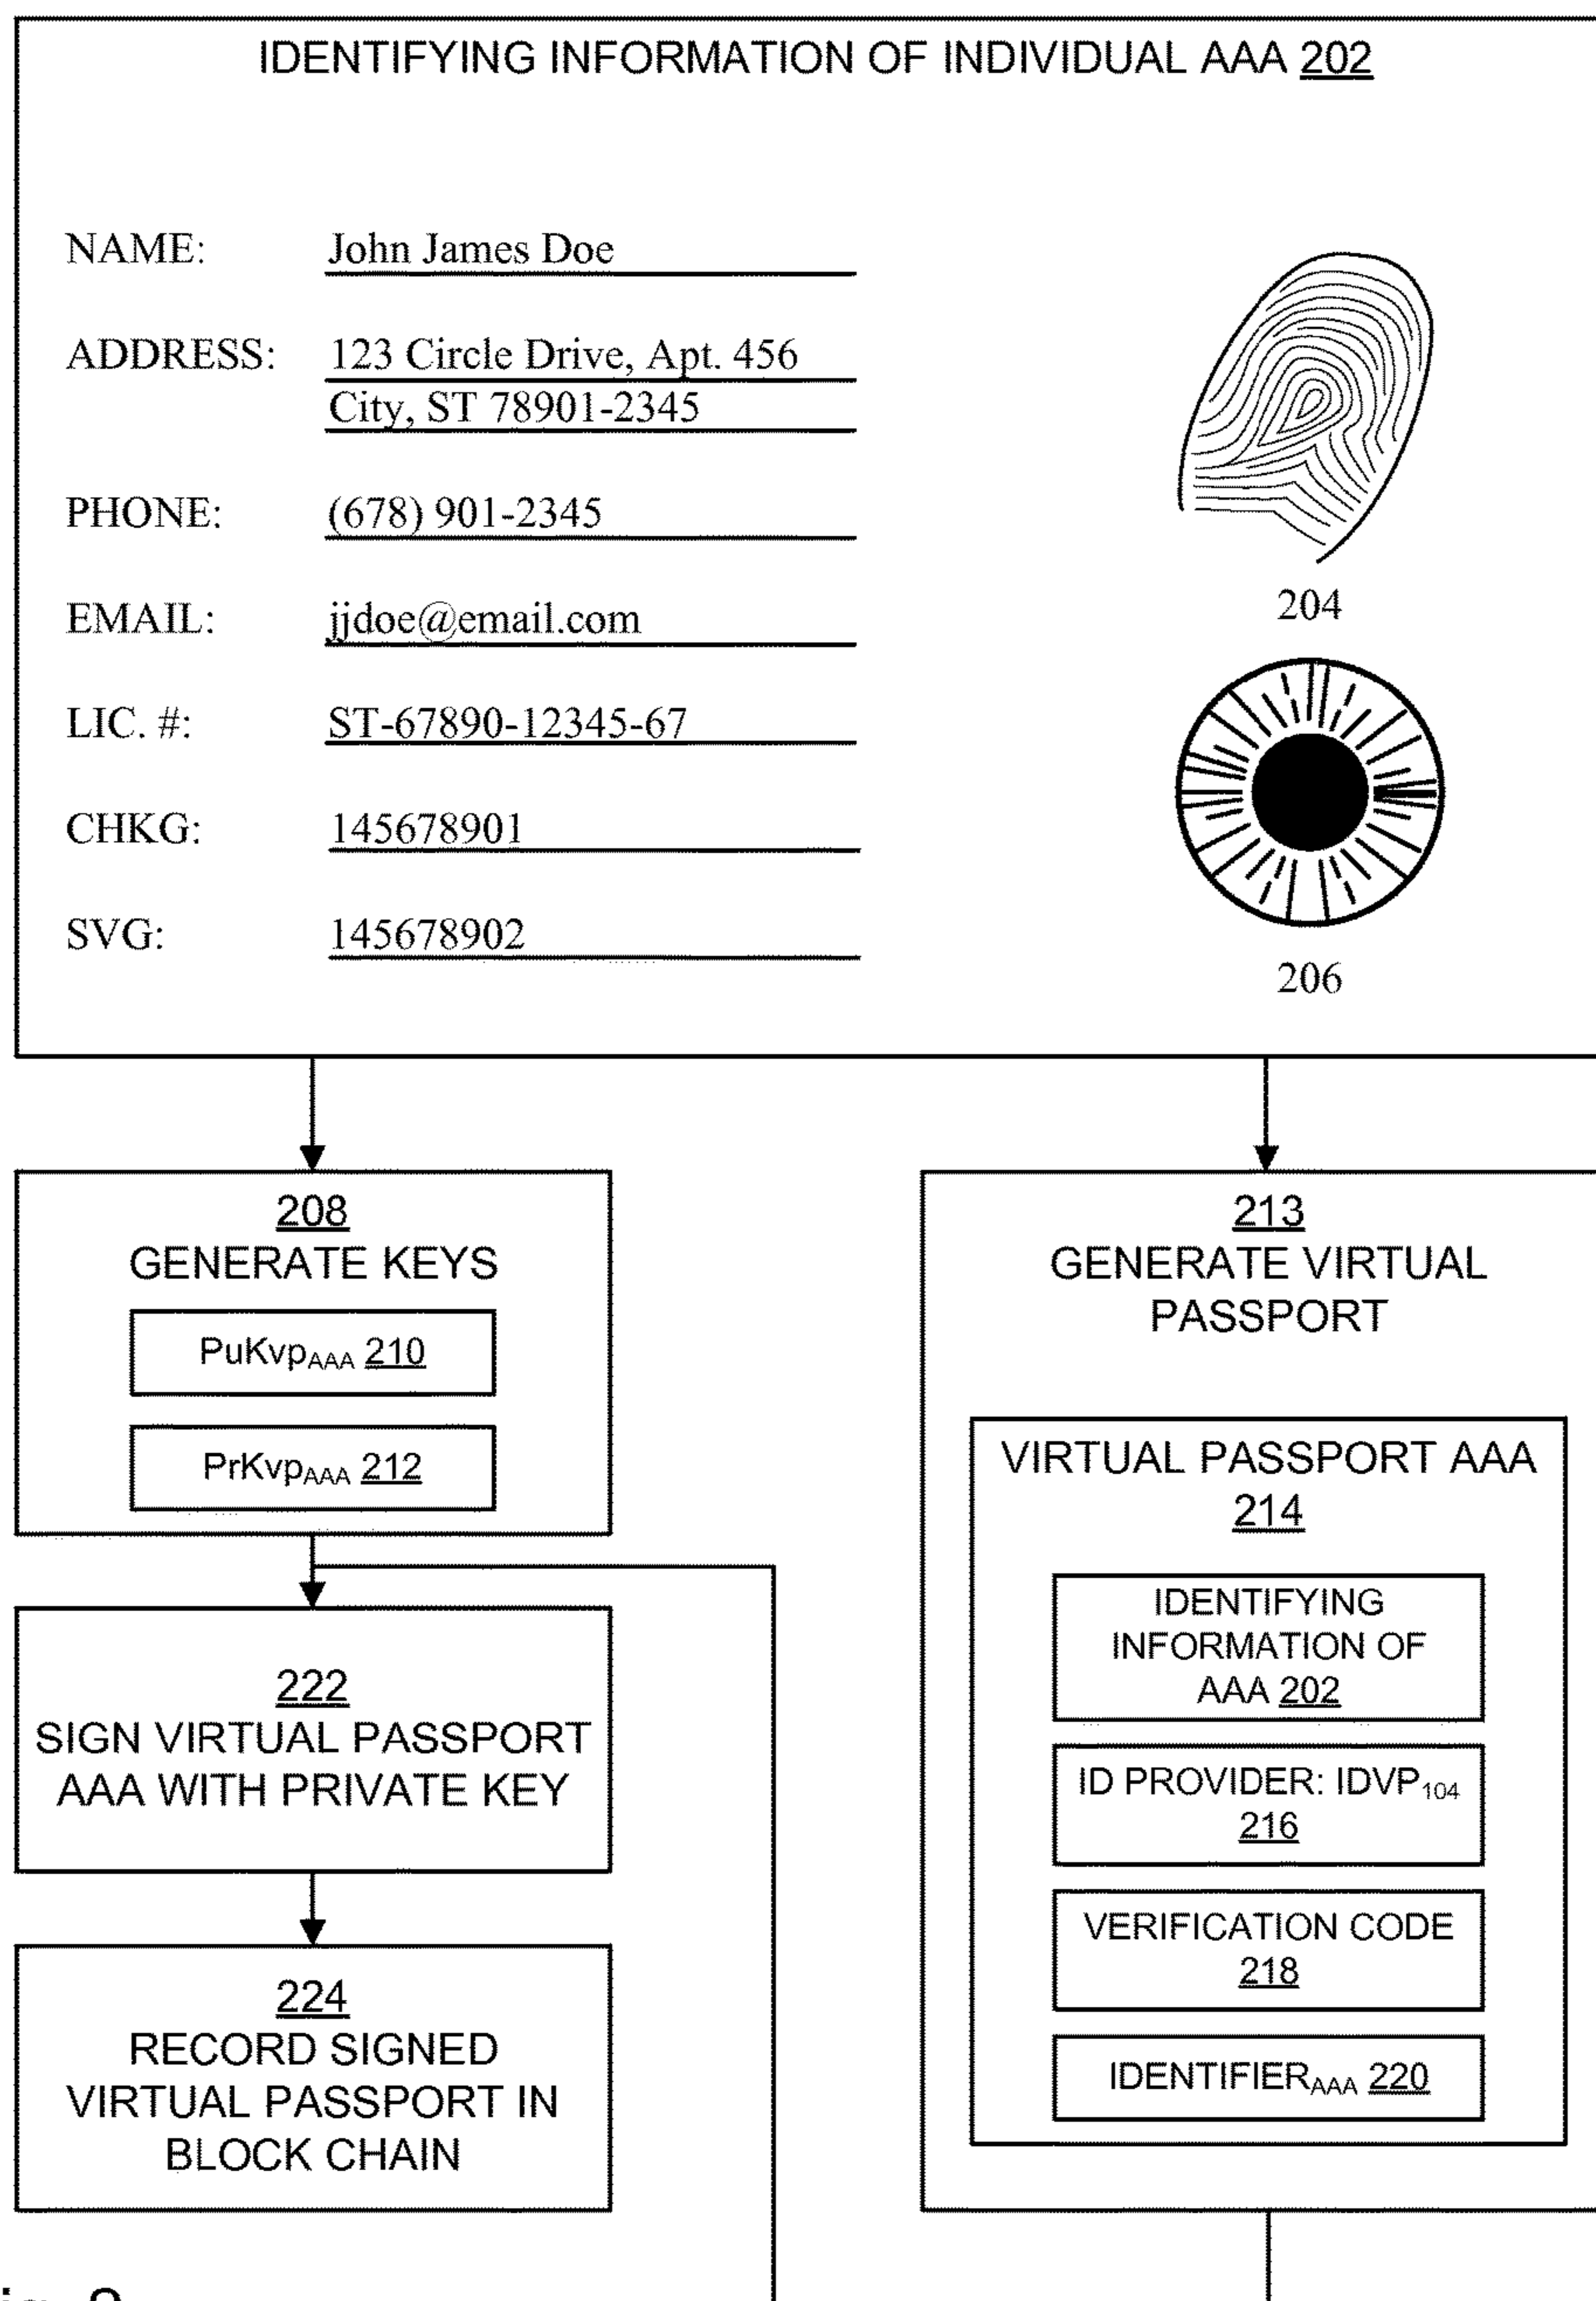 IDENTIFYING INFORMATION OF INDIVIDUAL AAA 202
NAME: John James Doe
ADDRESS: 123 Circle Drive, Apt. 456
City, ST 78901-2345
PHONE: (678) 901-2345
EMAIL: jjdoe@email.com
LIC. #: ST-67890-12345-67
CHKG: 145678901
SVG: 145678902
204
206
208
GENERATE KEYS
PuKvpAAA 210
PrKvpAAA 212
222
SIGN VIRTUAL PASSPORT
AAA WITH PRIVATE KEY
224
RECORD SIGNED
VIRTUAL PASSPORT IN
BLOCK CHAIN
213
GENERATE VIRTUAL
PASSPORT
VIRTUAL PASSPORT AAA
214
IDENTIFYING
INFORMATION OF
AAA 202
ID PROVIDER: IDVP104
216
VERIFICATION CODE
218
IDENTIFIERAAA 220